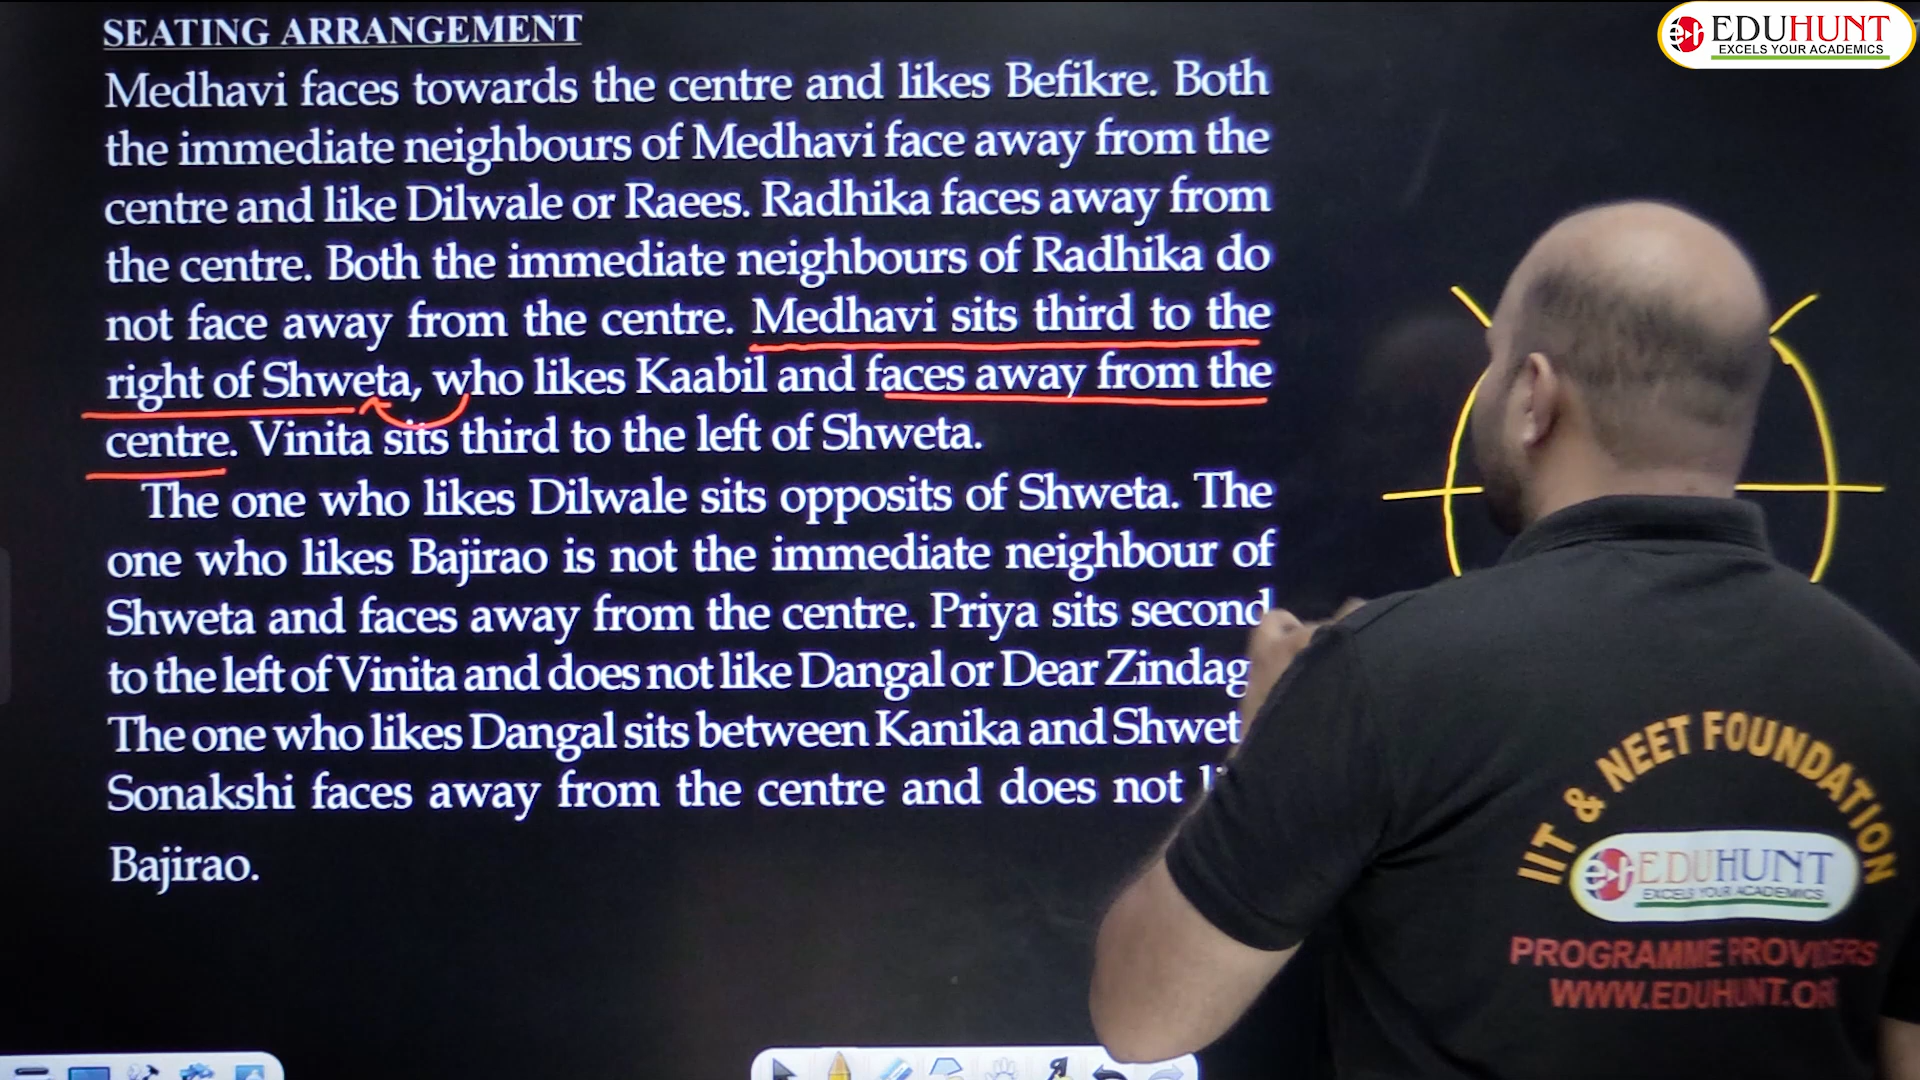 SEATING ARRANGEMENT
EDUHUNT
EXCELS YOUR ACADEMICS
Medhavi faces towards the centre and likes Befikre. Both
the immediate neighbours of Medhavi face away from the
centre and like Dilwale or Raees. Radhika faces away from
the centre. Both the immediate neighbours of Radhika do
not face away from the centre. Medhavi sits third to the
right of Shweta, who likes Kaabil and faces away from the
centre. Vinita sits third to the left of Shweta.
The one who likes Dilwale sits opposits of Shweta. The
one who likes Bajirao is not the immediate neighbour of
Shweta and faces away from the centre. Priya sits second
to the left of Vinita and does not like Dangal or Dear Zindag
The one who likes Dangal sits between Kanika and Shwet
Sonakshi faces away from the centre and does not
Bajirao.
IIT & NEET FOUNDATION
EDUHUNT
EXCELS YOUR ACADEMICS
PROGRAMME PROVIDERS
WWW.EDUHUNT.ORG